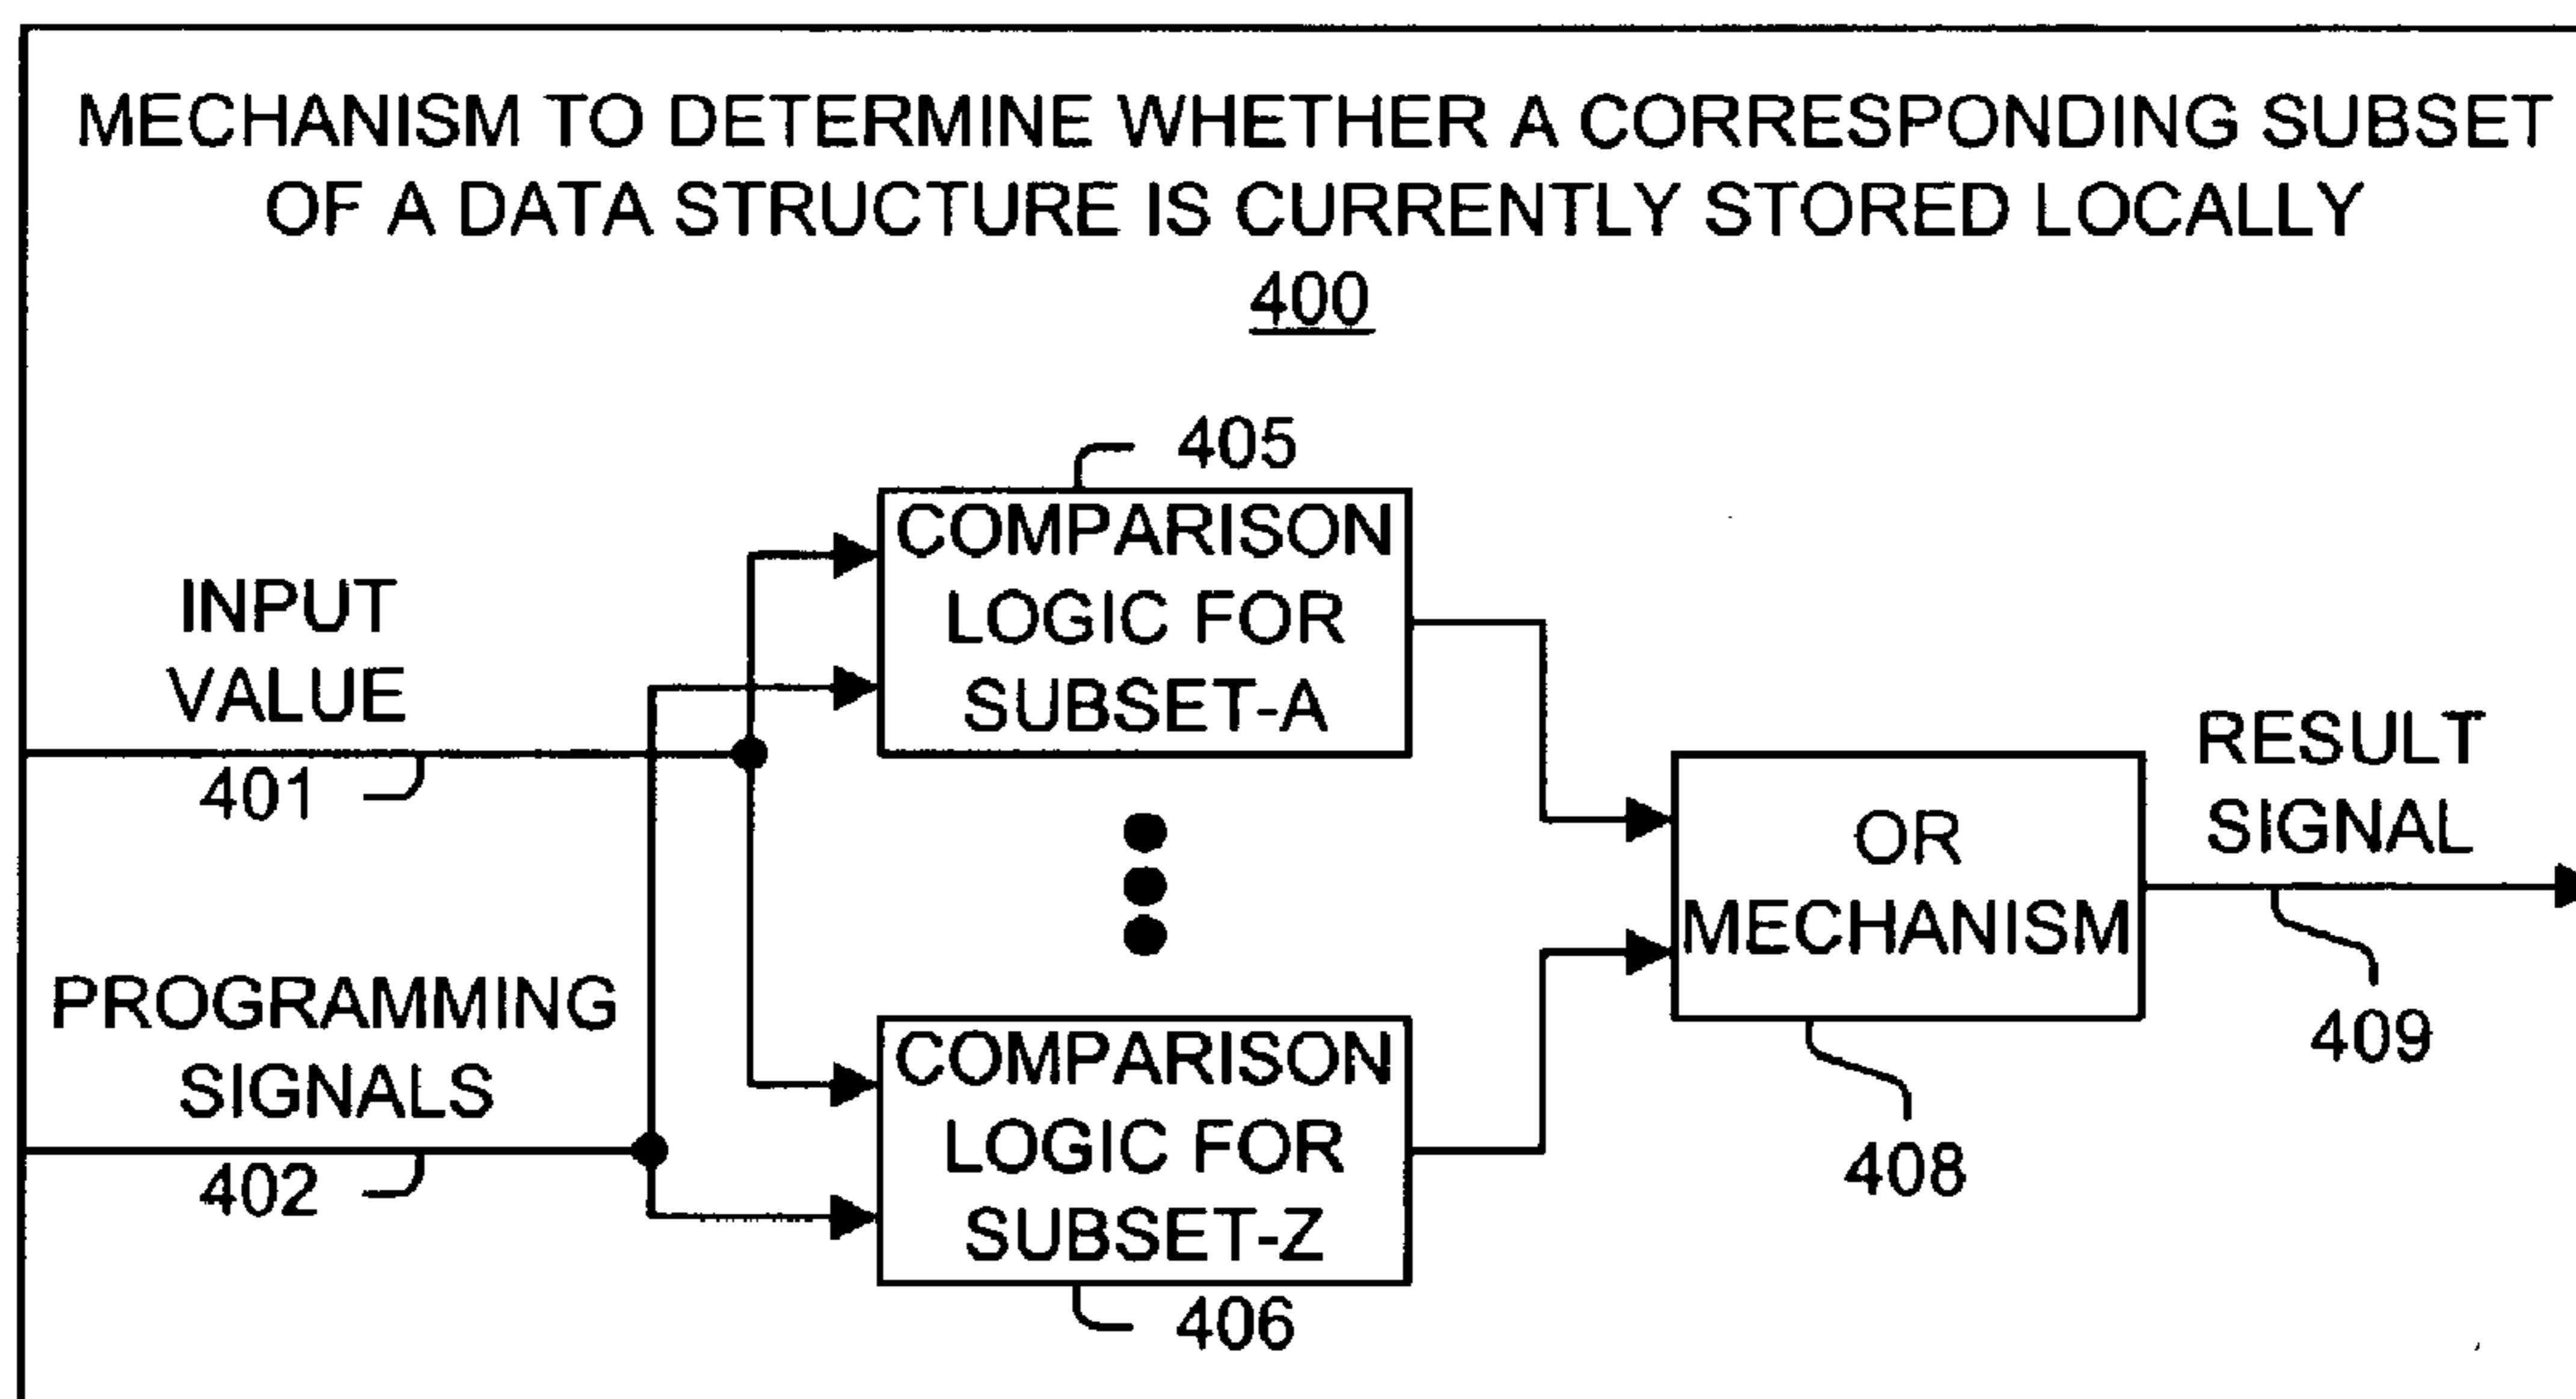 MECHANISM TO DETERMINE WHETHER A CORRESPONDING SUBSET
OF A DATA STRUCTURE IS CURRENTLY STORED LOCALLY
400
405
COMPARISON
LOGIC FOR
SUBSET-A
INPUT
VALUE
401
RESULT
SIGNAL
OR
MECHANISM
409
PROGRAMMING
SIGNALS
402
COMPARISON
LOGIC FOR
SUBSET-Z
408
406